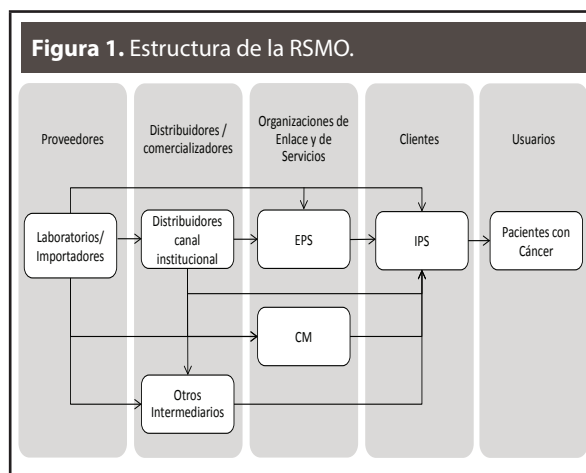 Figura 1. Estructura de la RSMO.
Proveedores
Distribuidores /
comercializadores
Organizaciones de
Enlace y de
Servicios
Clientes
Usuarios
Laboratorios/
Importadores
Distribuidores
canal
institucional
EPS
IPS
Pacientes con
Cáncer
CM
Otros
Intermediarios